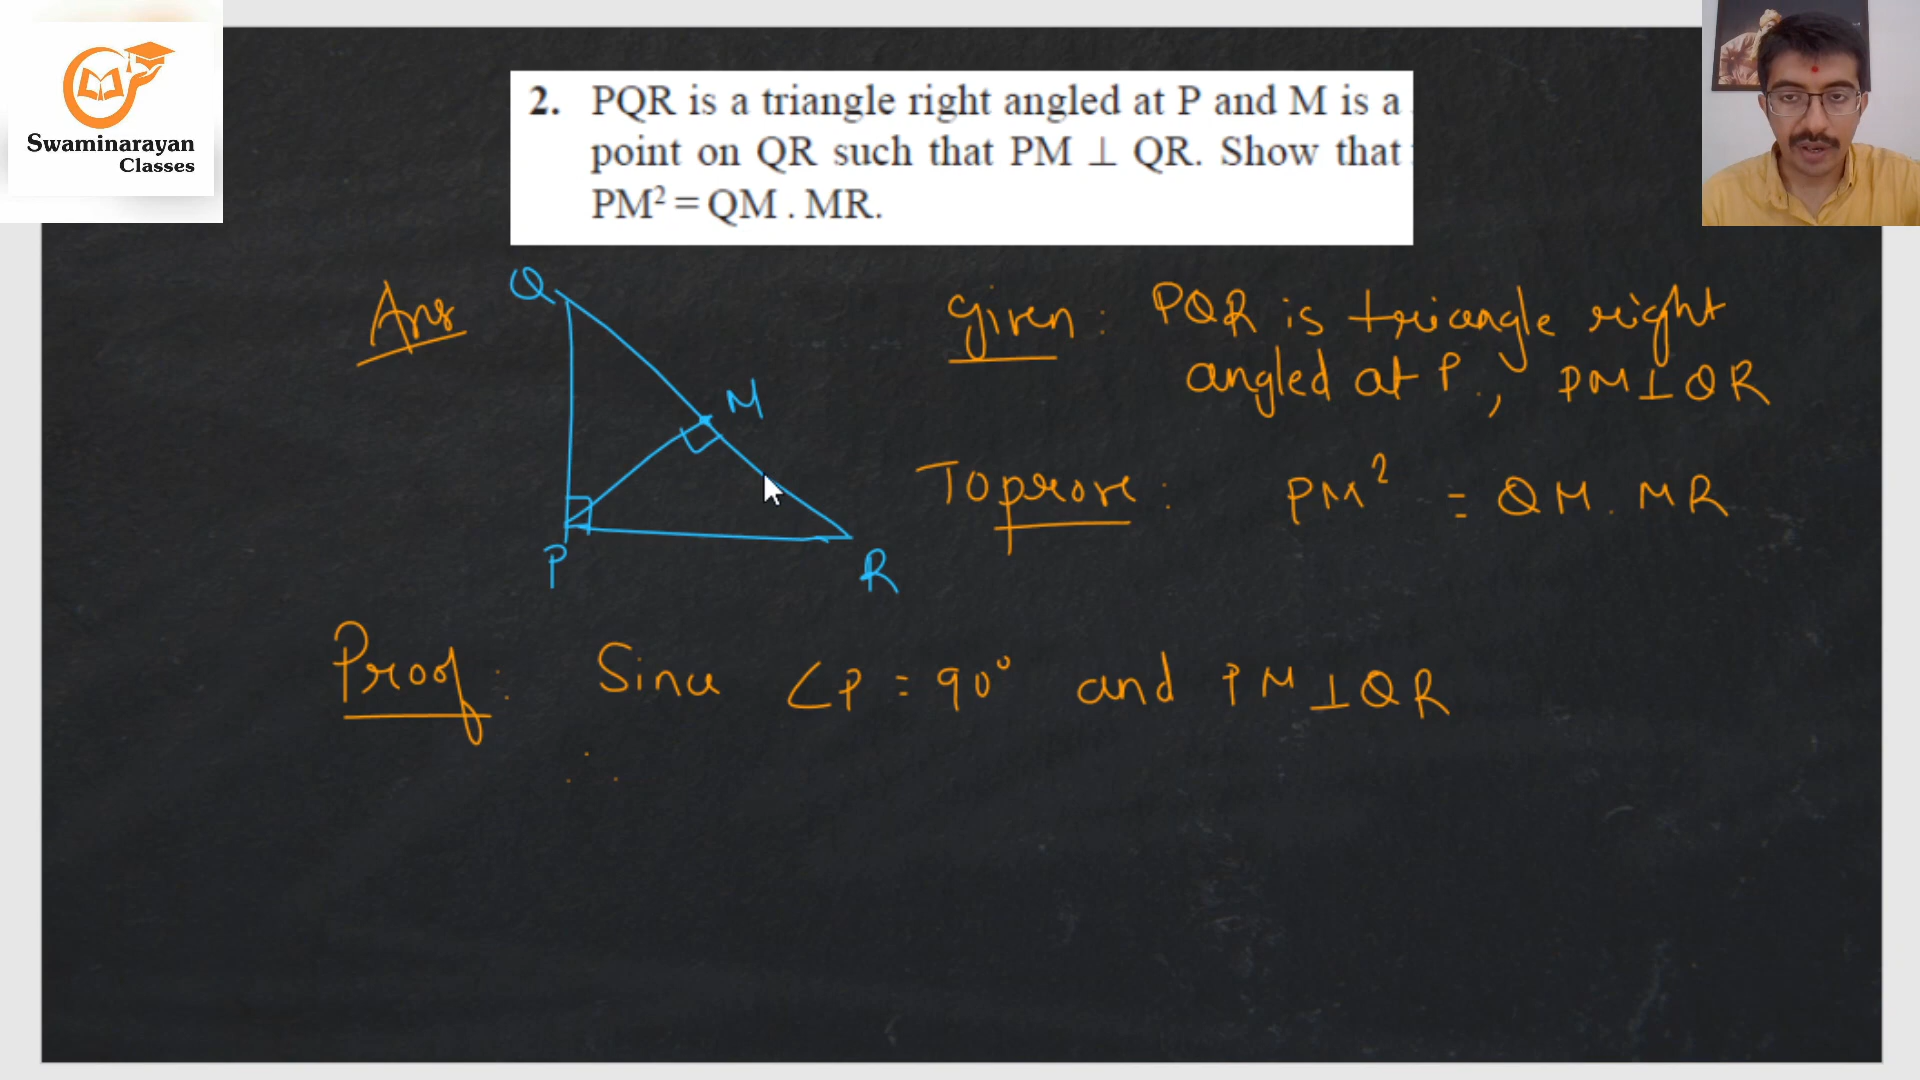 Swaminarayan
Classes
2. PQR is a triangle right angled at P and M is a
point on QR such that PM ⊥ QR. Show that
PM² = QM . MR.
Ans
Q
M
P
R
Given : PQR is triangle right
angled at P., PM ⊥ QR
To prove : PM² = QM . MR
Proof : Since ∠P = 90° and PM ⊥ QR
∴